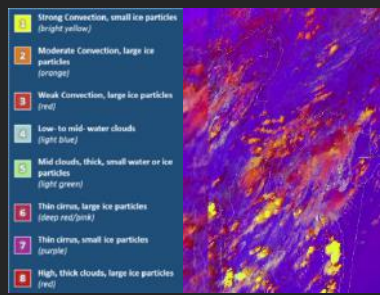 1
Strong Convection, small ice particles
(bright yellow)
2
Moderate Convection, large ice
particles
(orange)
3
Weak Convection, large ice particles
(red)
4
Low- to mid- water clouds
(light blue)
5
Mid clouds, thick, small water or ice
particles
(light green)
6
Thin cirrus, large ice particles
(deep red/pink)
7
Thin cirrus, small ice particles
(purple)
8
High, thick clouds, large ice particles
(red)